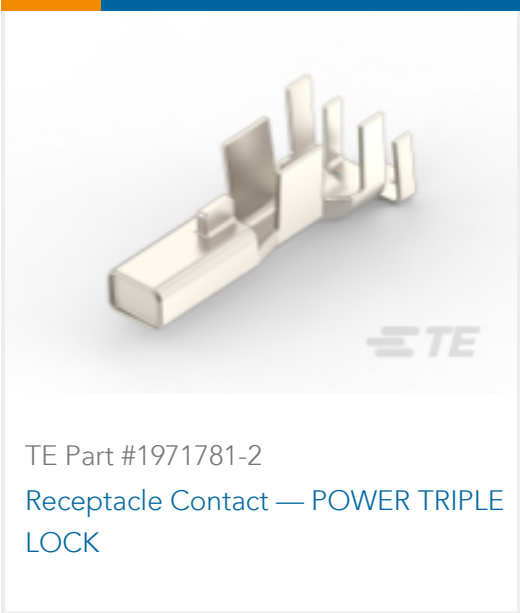 TE
TE Part #1971781-2
Receptacle Contact — POWER TRIPLE
LOCK